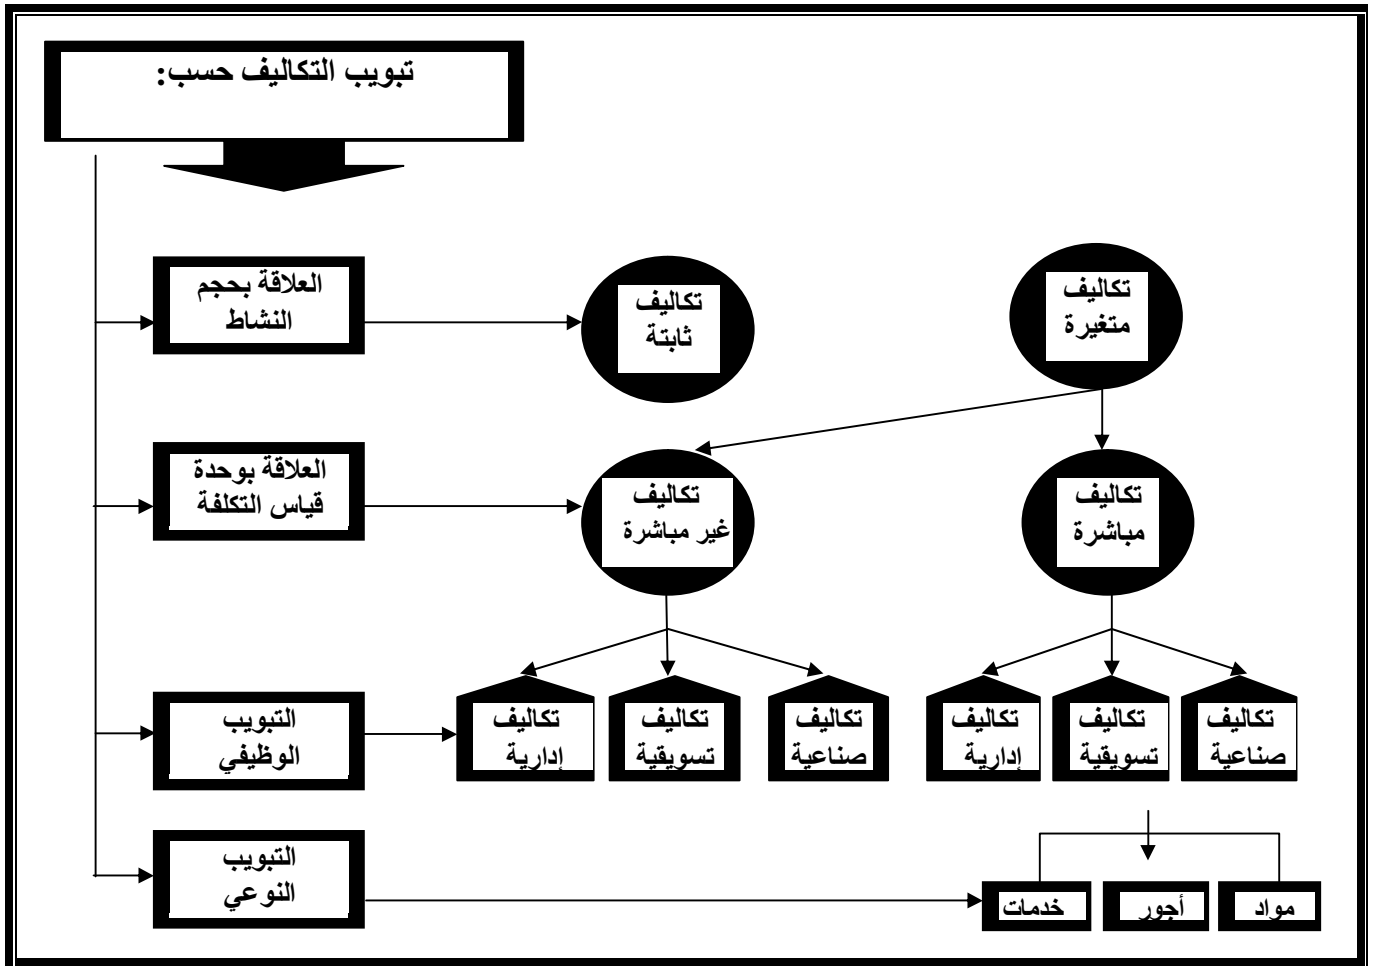 تبويب التكاليف حسب:
العلاقة بحجم
النشاط
تكاليف
متغيرة
تكاليف
ثابتة
العلاقة بوحدة
قياس التكلفة
تكاليف
مباشرة
تكاليف
غير مباشرة
التبويب
الوظيفي
تكاليف
صناعية
تكاليف
تسويقية
تكاليف
إدارية
تكاليف
صناعية
تكاليف
تسويقية
تكاليف
إدارية
التبويب
النوعي
مواد
أجور
خدمات